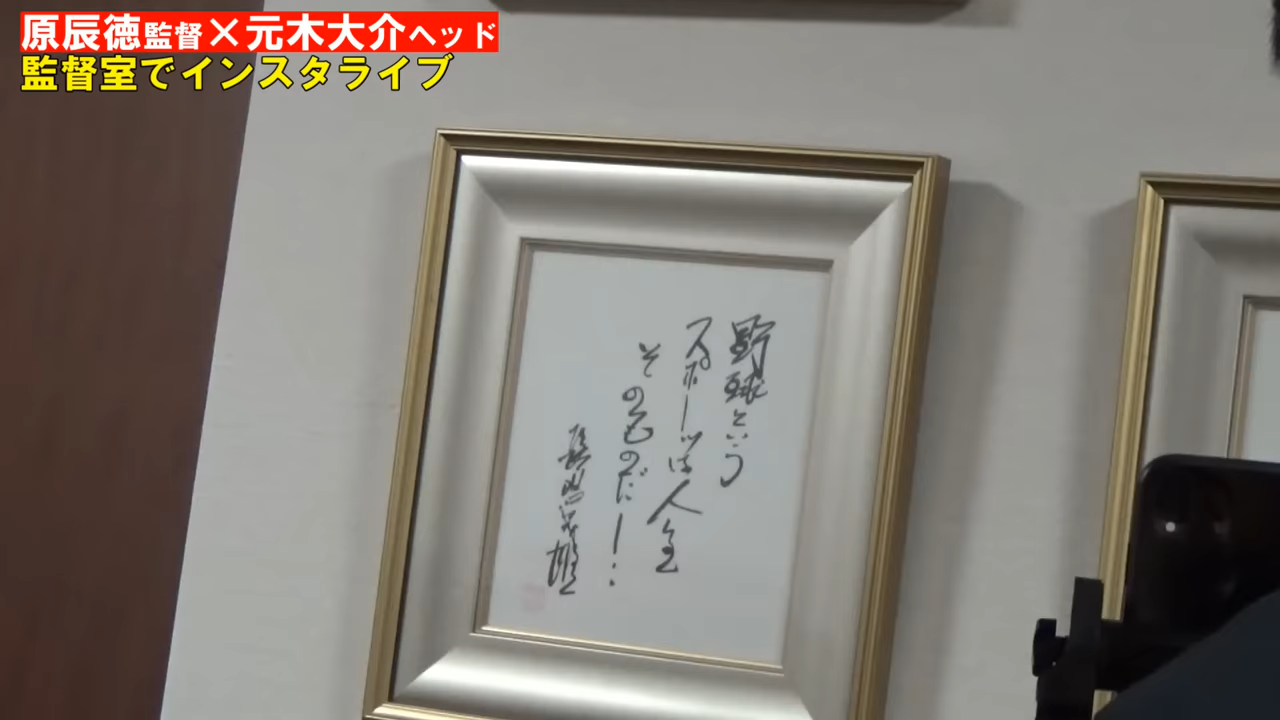 原辰徳監督×元木大介ヘッド
監督室でインスタライブ
野球という
スポーツは人生
そのものだ!:
長嶋茂雄